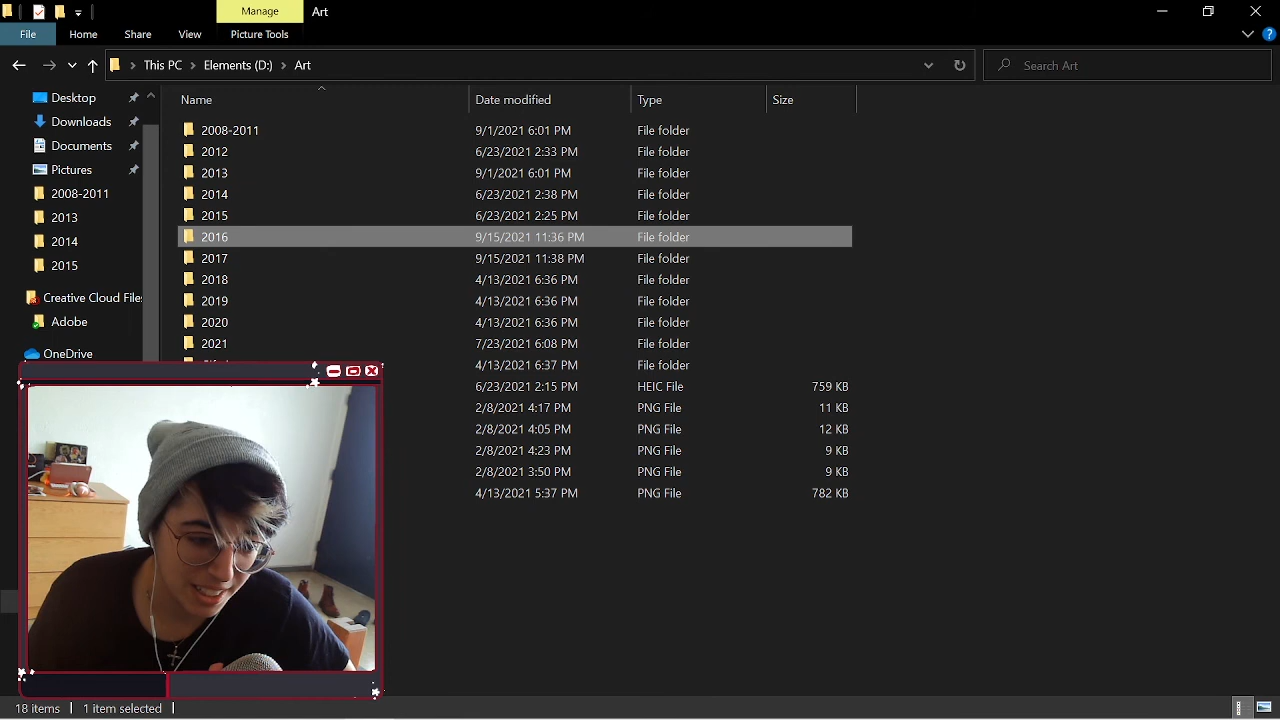 Manage
Art
File
Home
Share
View
Picture Tools
This PC
Elements (D:)
Art
Search Art
Name
Date modified
Type
Size
Desktop
Downloads
Documents
Pictures
2008-2011
2013
2014
2015
Creative Cloud Files
Adobe
OneDrive
2008-2011 9/1/2021 6:01 PM File folder
2012 6/23/2021 2:33 PM File folder
2013 9/1/2021 6:01 PM File folder
2014 6/23/2021 2:38 PM File folder
2015 6/23/2021 2:25 PM File folder
2016 9/15/2021 11:36 PM File folder
2017 9/15/2021 11:38 PM File folder
2018 4/13/2021 6:36 PM File folder
2019 4/13/2021 6:36 PM File folder
2020 4/13/2021 6:36 PM File folder
2021 7/23/2021 6:08 PM File folder
4/13/2021 6:37 PM File folder
6/23/2021 2:15 PM HEIC File 759 KB
2/8/2021 4:17 PM PNG File 11 KB
2/8/2021 4:05 PM PNG File 12 KB
2/8/2021 4:23 PM PNG File 9 KB
2/8/2021 3:50 PM PNG File 9 KB
4/13/2021 5:37 PM PNG File 782 KB
18 items
1 item selected